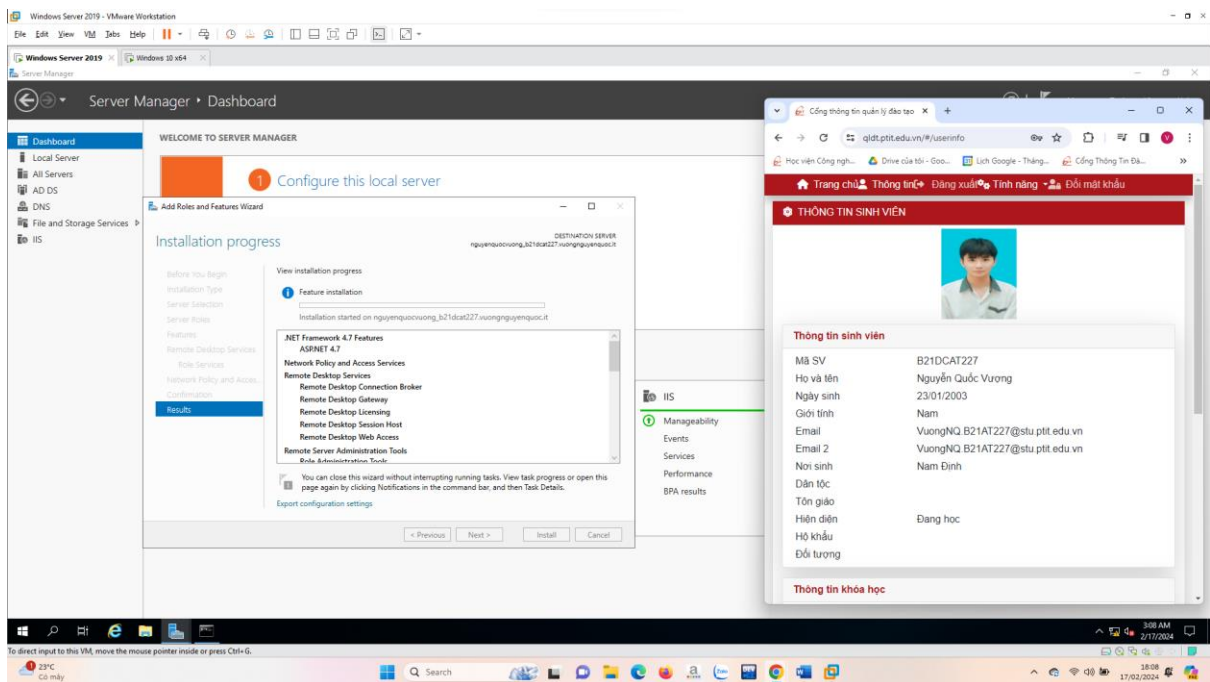 Windows Server 2019 - VMware Workstation
File Edit View VM Tabs Help
Windows Server 2019
Windows 10 x64
Server Manager
Server Manager • Dashboard
Dashboard
Local Server
All Servers
AD DS
DNS
File and Storage Services
IIS
WELCOME TO SERVER MANAGER
1 Configure this local server
Add Roles and Features Wizard
Installation progress
DESTINATION SERVER
nguyenquocvuong_b21dcat227.vuongnguyenquoc.it
Before You Begin
Installation Type
Server Selection
Server Roles
Features
Remote Desktop Services
Role Services
Network Policy and Acces...
Confirmation
Results
View installation progress
Feature installation
Installation started on nguyenquocvuong_b21dcat227.vuongnguyenquoc.it
.NET Framework 4.7 Features
ASP.NET 4.7
Network Policy and Access Services
Remote Desktop Services
Remote Desktop Connection Broker
Remote Desktop Gateway
Remote Desktop Licensing
Remote Desktop Session Host
Remote Desktop Web Access
Remote Server Administration Tools
Role Administration Tools
You can close this wizard without interrupting running tasks. View task progress or open this
page again by clicking Notifications in the command bar, and then Task Details.
Export configuration settings
< Previous Next > Install Cancel
IIS
Manageability
Events
Services
Performance
BPA results
Cổng thông tin quản lý đào tạo
qldt.ptit.edu.vn/#/userinfo
Học viện Công ngh... Drive của tôi - Goo... Lịch Google - Tháng... Cổng Thông Tin Đà...
Trang chủ Thông tin Đăng xuất Tính năng Đổi mật khẩu
THÔNG TIN SINH VIÊN
Thông tin sinh viên
Mã SV B21DCAT227
Họ và tên Nguyễn Quốc Vượng
Ngày sinh 23/01/2003
Giới tính Nam
Email VuongNQ.B21AT227@stu.ptit.edu.vn
Email 2 VuongNQ.B21AT227@stu.ptit.edu.vn
Nơi sinh Nam Định
Dân tộc
Tôn giáo
Hiện diện Đang học
Hộ khẩu
Đối tượng
Thông tin khóa học
3:08 AM
2/17/2024
To direct input to this VM, move the mouse pointer inside or press Ctrl+G.
23°C
Có mây
Search
18:08
17/02/2024